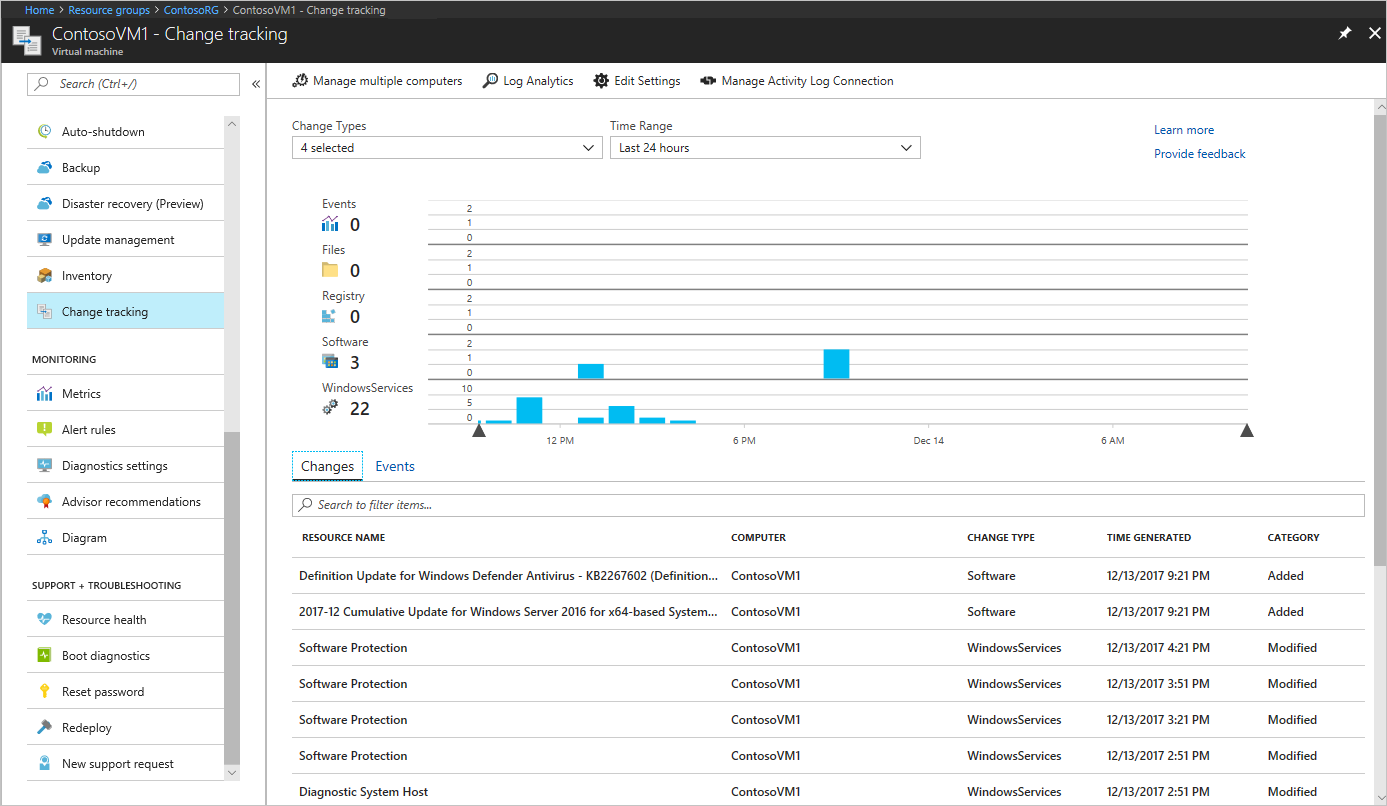 Home > Resource groups > ContosoRG > ContosoVM1 - Change tracking
ContosoVM1 - Change tracking
Virtual machine
Search (Ctrl+/)
«
Auto-shutdown
Backup
Disaster recovery (Preview)
Update management
Inventory
Change tracking
MONITORING
Metrics
Alert rules
Diagnostics settings
Advisor recommendations
Diagram
SUPPORT + TROUBLESHOOTING
Resource health
Boot diagnostics
Reset password
Redeploy
New support request
Manage multiple computers Log Analytics Edit Settings Manage Activity Log Connection
Change Types Time Range
4 selected Last 24 hours
Learn more
Provide feedback
Events
0
2
1
0
Files
0
2
1
0
Registry
0
2
1
0
Software
3
2
1
0
WindowsServices
22
10
5
0
12 PM 6 PM Dec 14 6 AM
Changes Events
Search to filter items...
RESOURCE NAME COMPUTER CHANGE TYPE TIME GENERATED CATEGORY
Definition Update for Windows Defender Antivirus - KB2267602 (Definition... ContosoVM1 Software 12/13/2017 9:21 PM Added
2017-12 Cumulative Update for Windows Server 2016 for x64-based System... ContosoVM1 Software 12/13/2017 9:21 PM Added
Software Protection ContosoVM1 WindowsServices 12/13/2017 4:21 PM Modified
Software Protection ContosoVM1 WindowsServices 12/13/2017 3:51 PM Modified
Software Protection ContosoVM1 WindowsServices 12/13/2017 3:21 PM Modified
Software Protection ContosoVM1 WindowsServices 12/13/2017 2:51 PM Modified
Diagnostic System Host ContosoVM1 WindowsServices 12/13/2017 2:51 PM Modified